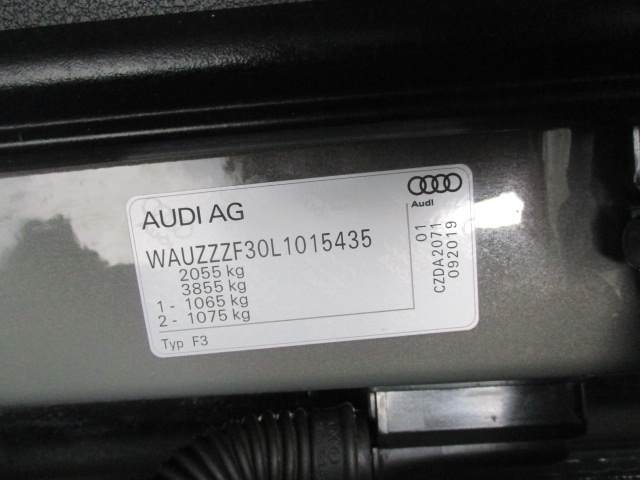 AUDI AG
Audi
WAUZZZF30L1015435
2055 kg
3855 kg
1 - 1065 kg
2 - 1075 kg
Typ F3
01
CZDA2071
092019